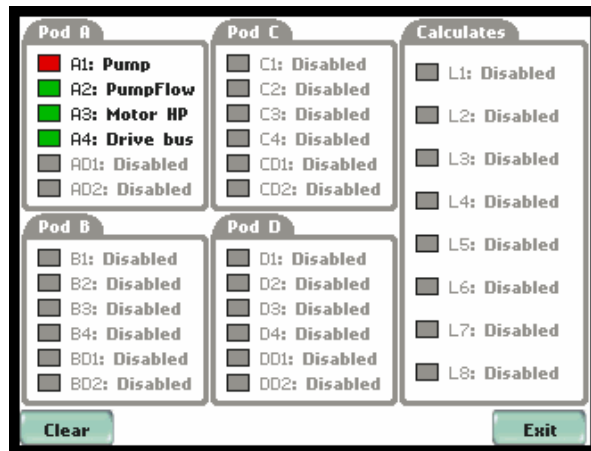 Pod A
A1: Pump
A2: PumpFlow
A3: Motor HP
A4: Drive bus
AD1: Disabled
AD2: Disabled
Pod B
B1: Disabled
B2: Disabled
B3: Disabled
B4: Disabled
BD1: Disabled
BD2: Disabled
Pod C
C1: Disabled
C2: Disabled
C3: Disabled
C4: Disabled
CD1: Disabled
CD2: Disabled
Pod D
D1: Disabled
D2: Disabled
D3: Disabled
D4: Disabled
DD1: Disabled
DD2: Disabled
Calculates
L1: Disabled
L2: Disabled
L3: Disabled
L4: Disabled
L5: Disabled
L6: Disabled
L7: Disabled
L8: Disabled
Clear
Exit